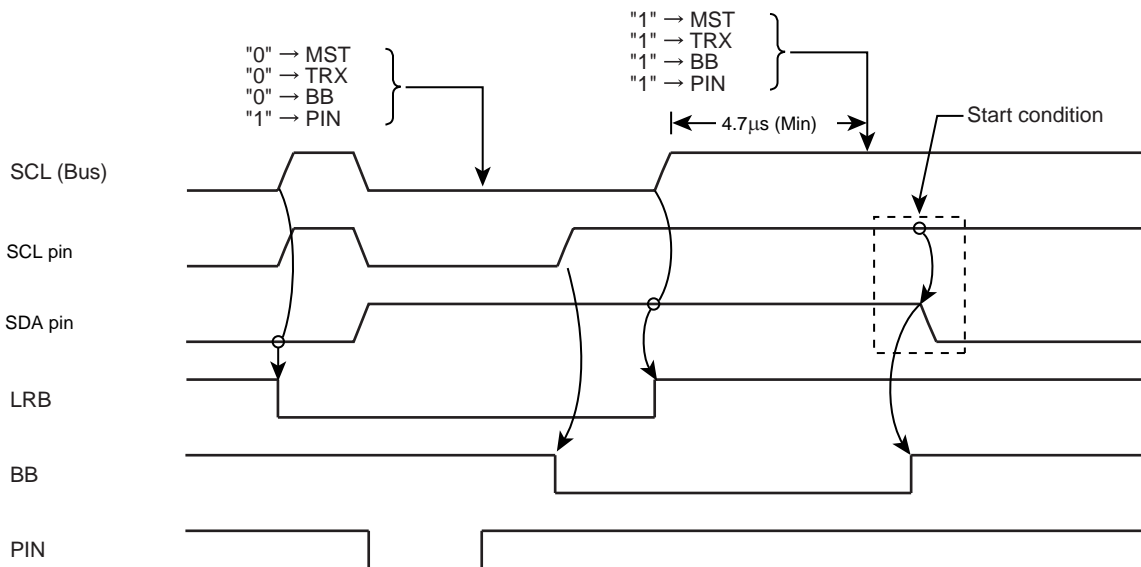 "0" → MST
"0" → TRX
"0" → BB
"1" → PIN
"1" → MST
"1" → TRX
"1" → BB
"1" → PIN
4.7µs (Min)
Start condition
SCL (Bus)
SCL pin
SDA pin
LRB
BB
PIN